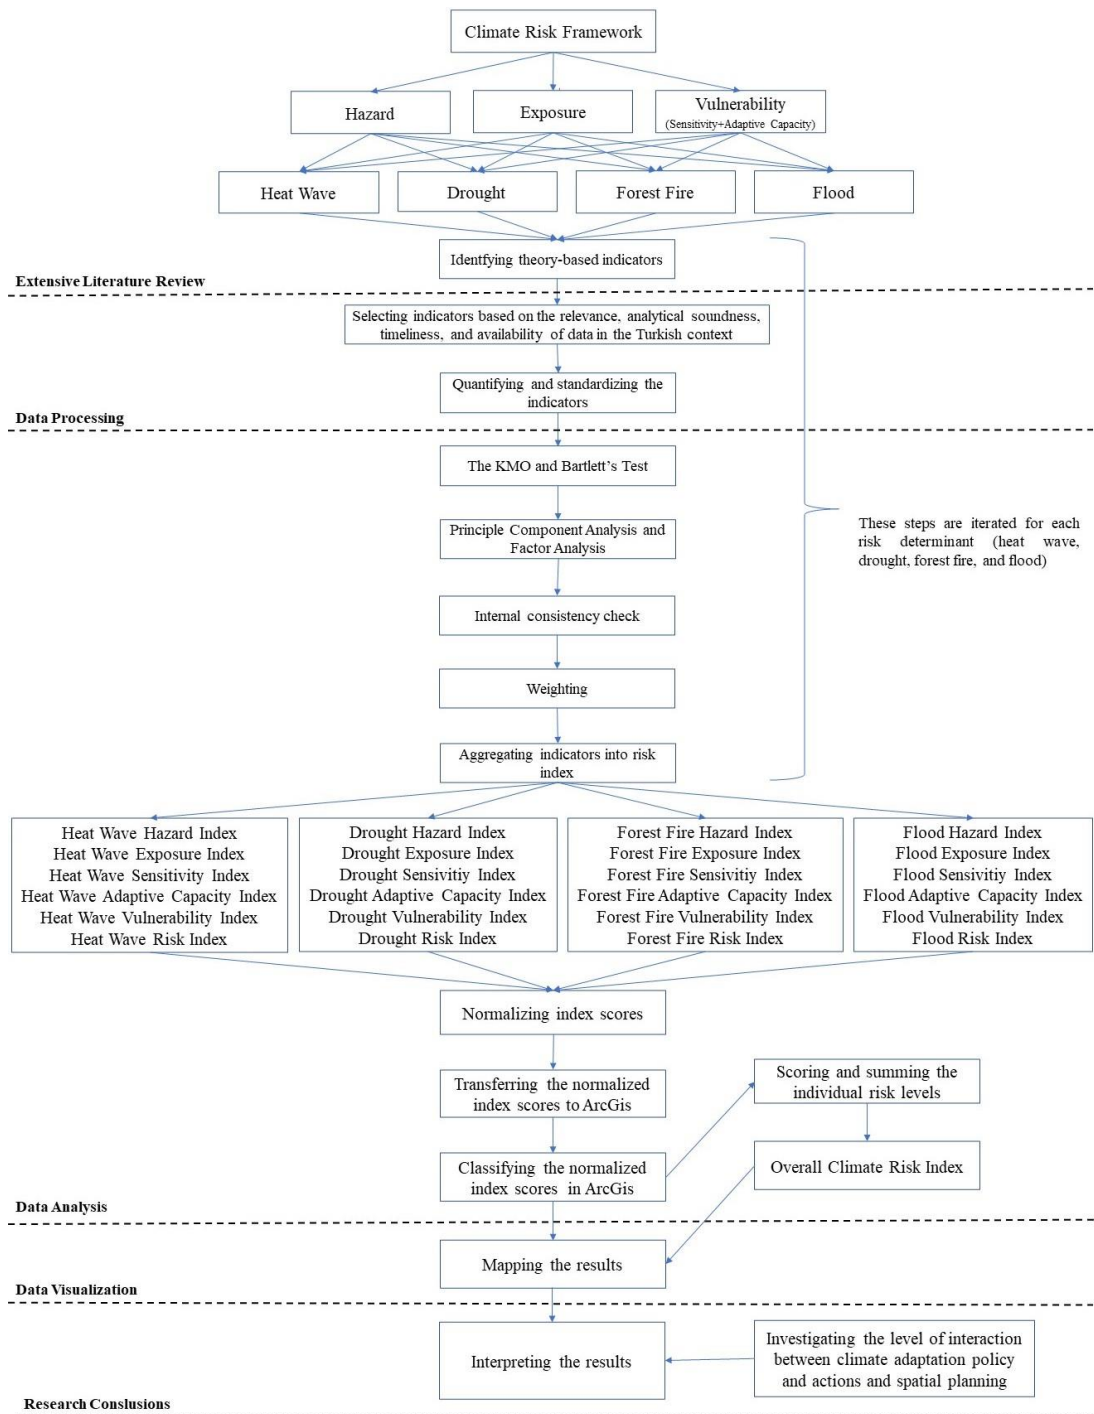 Climate Risk Framework
Hazard
Exposure
Vulnerability
(Sensitivity+Adaptive Capacity)
Heat Wave
Drought
Forest Fire
Flood
Identfying theory-based indicators
Extensive Literature Review
Selecting indicators based on the relevance, analytical soundness,
timeliness, and availability of data in the Turkish context
Quantifying and standardizing the
indicators
Data Processing
The KMO and Bartlett's Test
Principle Component Analysis and
Factor Analysis
These steps are iterated for each
risk determinant (heat wave,
drought, forest fire, and flood)
Internal consistency check
Weighting
Aggregating indicators into risk
index
Heat Wave Hazard Index
Heat Wave Exposure Index
Heat Wave Sensitivity Index
Heat Wave Adaptive Capacity Index
Heat Wave Vulnerability Index
Heat Wave Risk Index
Drought Hazard Index
Drought Exposure Index
Drought Sensivitiy Index
Drought Adaptive Capacity Index
Drought Vulnerability Index
Drought Risk Index
Forest Fire Hazard Index
Forest Fire Exposure Index
Forest Fire Sensivitiy Index
Forest Fire Adaptive Capacity Index
Forest Fire Vulnerability Index
Forest Fire Risk Index
Flood Hazard Index
Flood Exposure Index
Flood Sensivitiy Index
Flood Adaptive Capacity Index
Flood Vulnerability Index
Flood Risk Index
Normalizing index scores
Transferring the normalized
index scores to ArcGis
Scoring and summing the
individual risk levels
Classifying the normalized
index scores in ArcGis
Overall Climate Risk Index
Data Analysis
Mapping the results
Data Visualization
Interpreting the results
Investigating the level of interaction
between climate adaptation policy
and actions and spatial planning
Research Conslusions